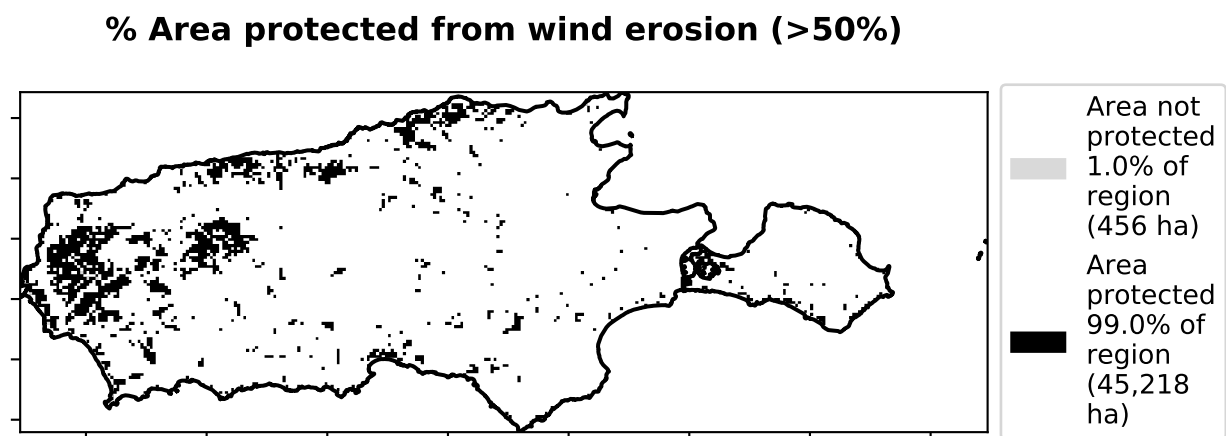 % Area protected from wind erosion (>50%)
Area not
protected
1.0% of
region
(456 ha)
Area
protected
99.0% of
region
(45,218
ha)